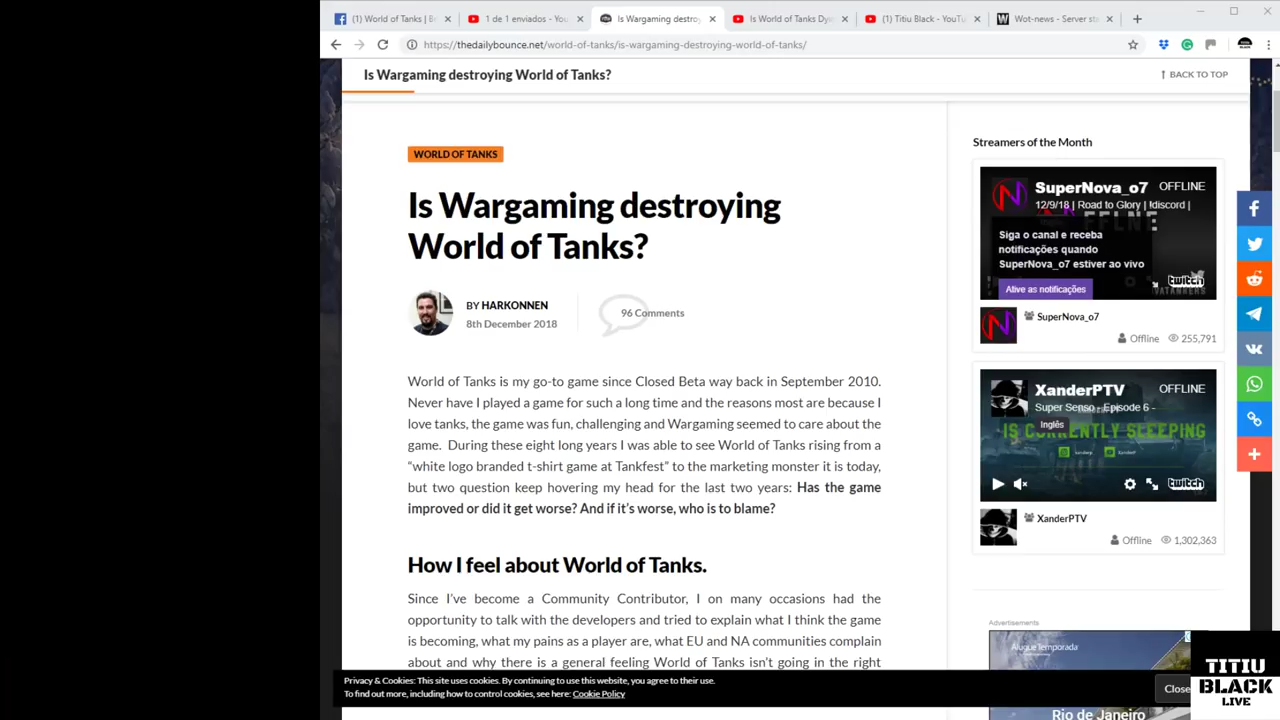 (1) World of Tanks | B
1 de 1 enviados - You
Is Wargaming destroy
Is World of Tanks Dyin
(1) Titiu Black - YouTu
Wot-news - Server sta
https://thedailybounce.net/world-of-tanks/is-wargaming-destroying-world-of-tanks/
Is Wargaming destroying World of Tanks?
BACK TO TOP
WORLD OF TANKS
Is Wargaming destroying
World of Tanks?
BY HARKONNEN
8th December 2018
96 Comments
World of Tanks is my go-to game since Closed Beta way back in September 2010.
Never have I played a game for such a long time and the reasons most are because I
love tanks, the game was fun, challenging and Wargaming seemed to care about the
game. During these eight long years I was able to see World of Tanks rising from a
“white logo branded t-shirt game at Tankfest” to the marketing monster it is today,
but two question keep hovering my head for the last two years: Has the game
improved or did it get worse? And if it’s worse, who is to blame?
How I feel about World of Tanks.
Since I’ve become a Community Contributor, I on many occasions had the
opportunity to talk with the developers and tried to explain what I think the game
is becoming, what my pains as a player are, what EU and NA communities complain
about and why there is a general feeling World of Tanks isn’t going in the right
Streamers of the Month
SuperNova_o7 OFFLINE
12/9/18 | Road to Glory | !discord |
Siga o canal e receba
notificações quando
SuperNova_o7 estiver ao vivo
Ative as notificações
twitch
SuperNova_o7
Offline 255,791
XanderPTV OFFLINE
Super Senso - Episode 6 -
Inglês
IS CURRENTLY SLEEPING
twitch
XanderPTV
Offline 1,302,363
Advertisements
Alugue Temporada
Rio de Janeiro
Privacy & Cookies: This site uses cookies. By continuing to use this website, you agree to their use.
To find out more, including how to control cookies, see here: Cookie Policy
Close
TITIU
BLACK
LIVE